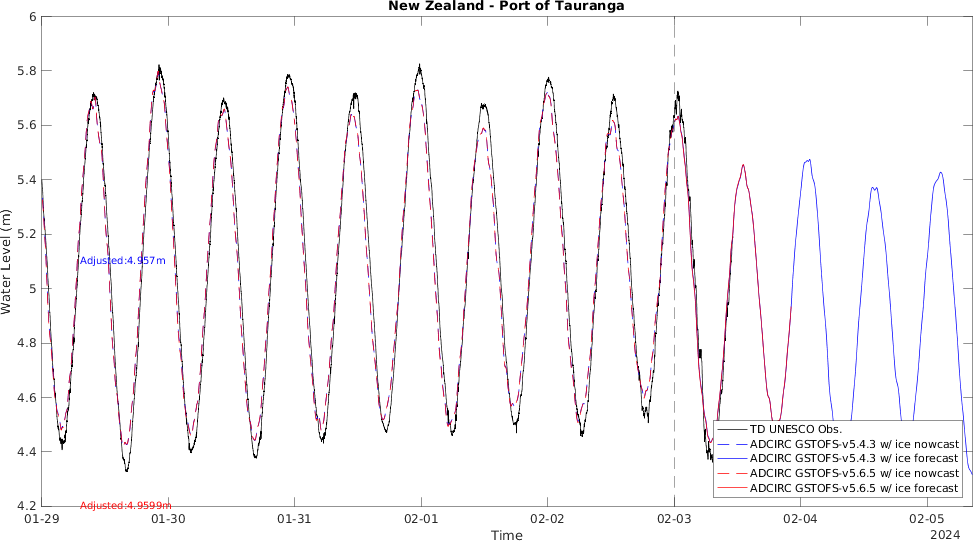 New Zealand - Port of Tauranga
6
5.8
5.6
5.4
5.2
5
4.8
4.6
4.4
4.2
Water Level (m)
Adjusted:4.957m
Adjusted:4.9599m
TD UNESCO Obs.
ADCIRC GSTOFS-v5.4.3 w/ ice nowcast
ADCIRC GSTOFS-v5.4.3 w/ ice forecast
ADCIRC GSTOFS-v5.6.5 w/ ice nowcast
ADCIRC GSTOFS-v5.6.5 w/ ice forecast
01-29 01-30 01-31 02-01 02-02 02-03 02-04 02-05
Time
2024